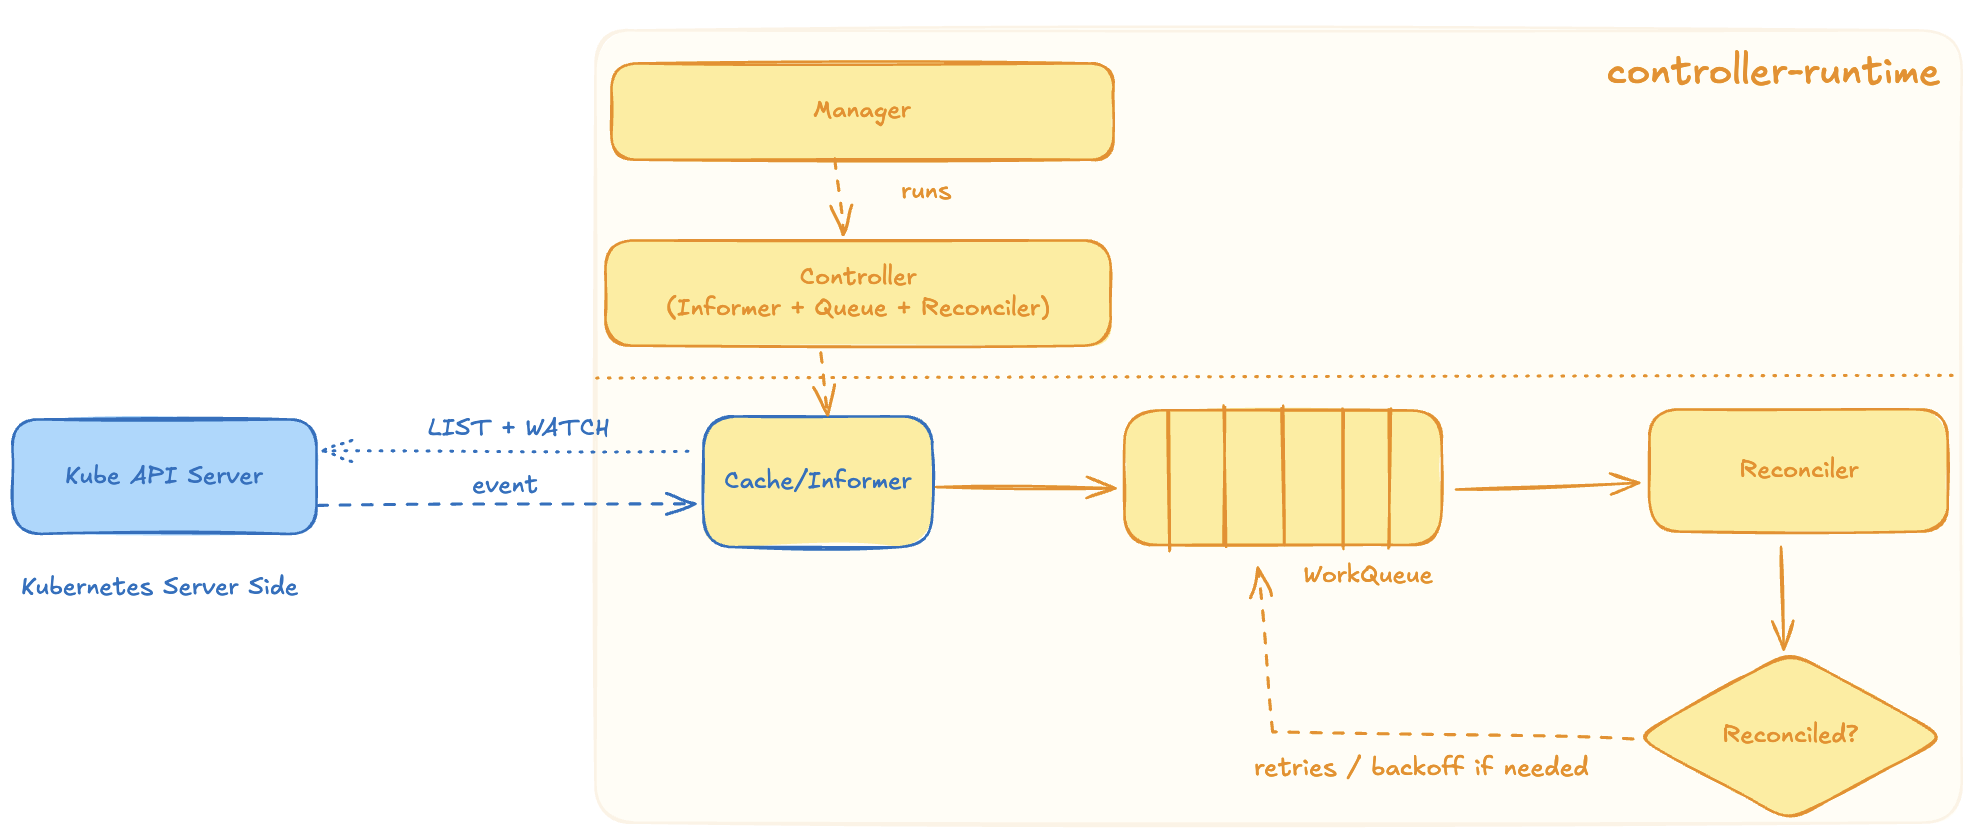 controller-runtime
Manager
runs
Controller
(Informer + Queue + Reconciler)
LIST + WATCH
Kube API Server
event
Cache/Informer
Reconciler
WorkQueue
Kubernetes Server Side
Reconciled?
retries / backoff if needed